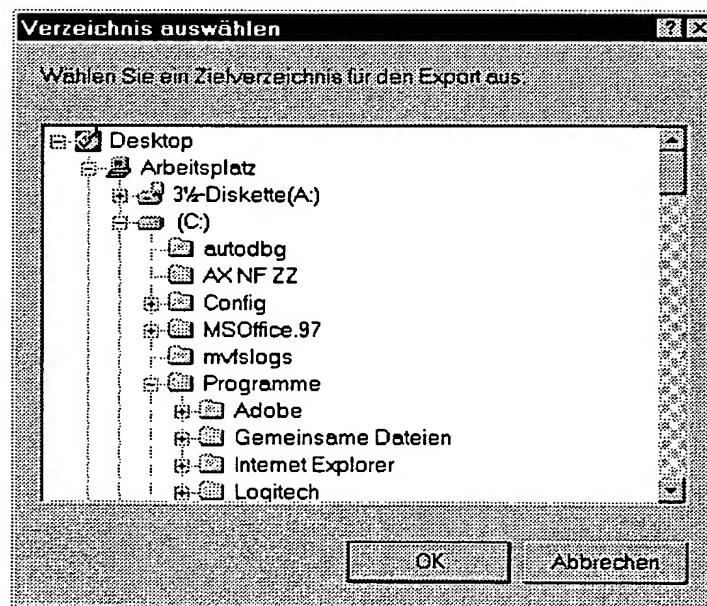 Verzeichnis auswählen
Wählen Sie ein Zielverzeichnis für den Export aus:
Desktop
Arbeitsplatz
3½-Diskette(A:)
(C:)
autodbg
AX NF ZZ
Config
MSOffice.97
mvfslogs
Programme
Adobe
Gemeinsame Dateien
Internet Explorer
Logitech
OK Abbrechen